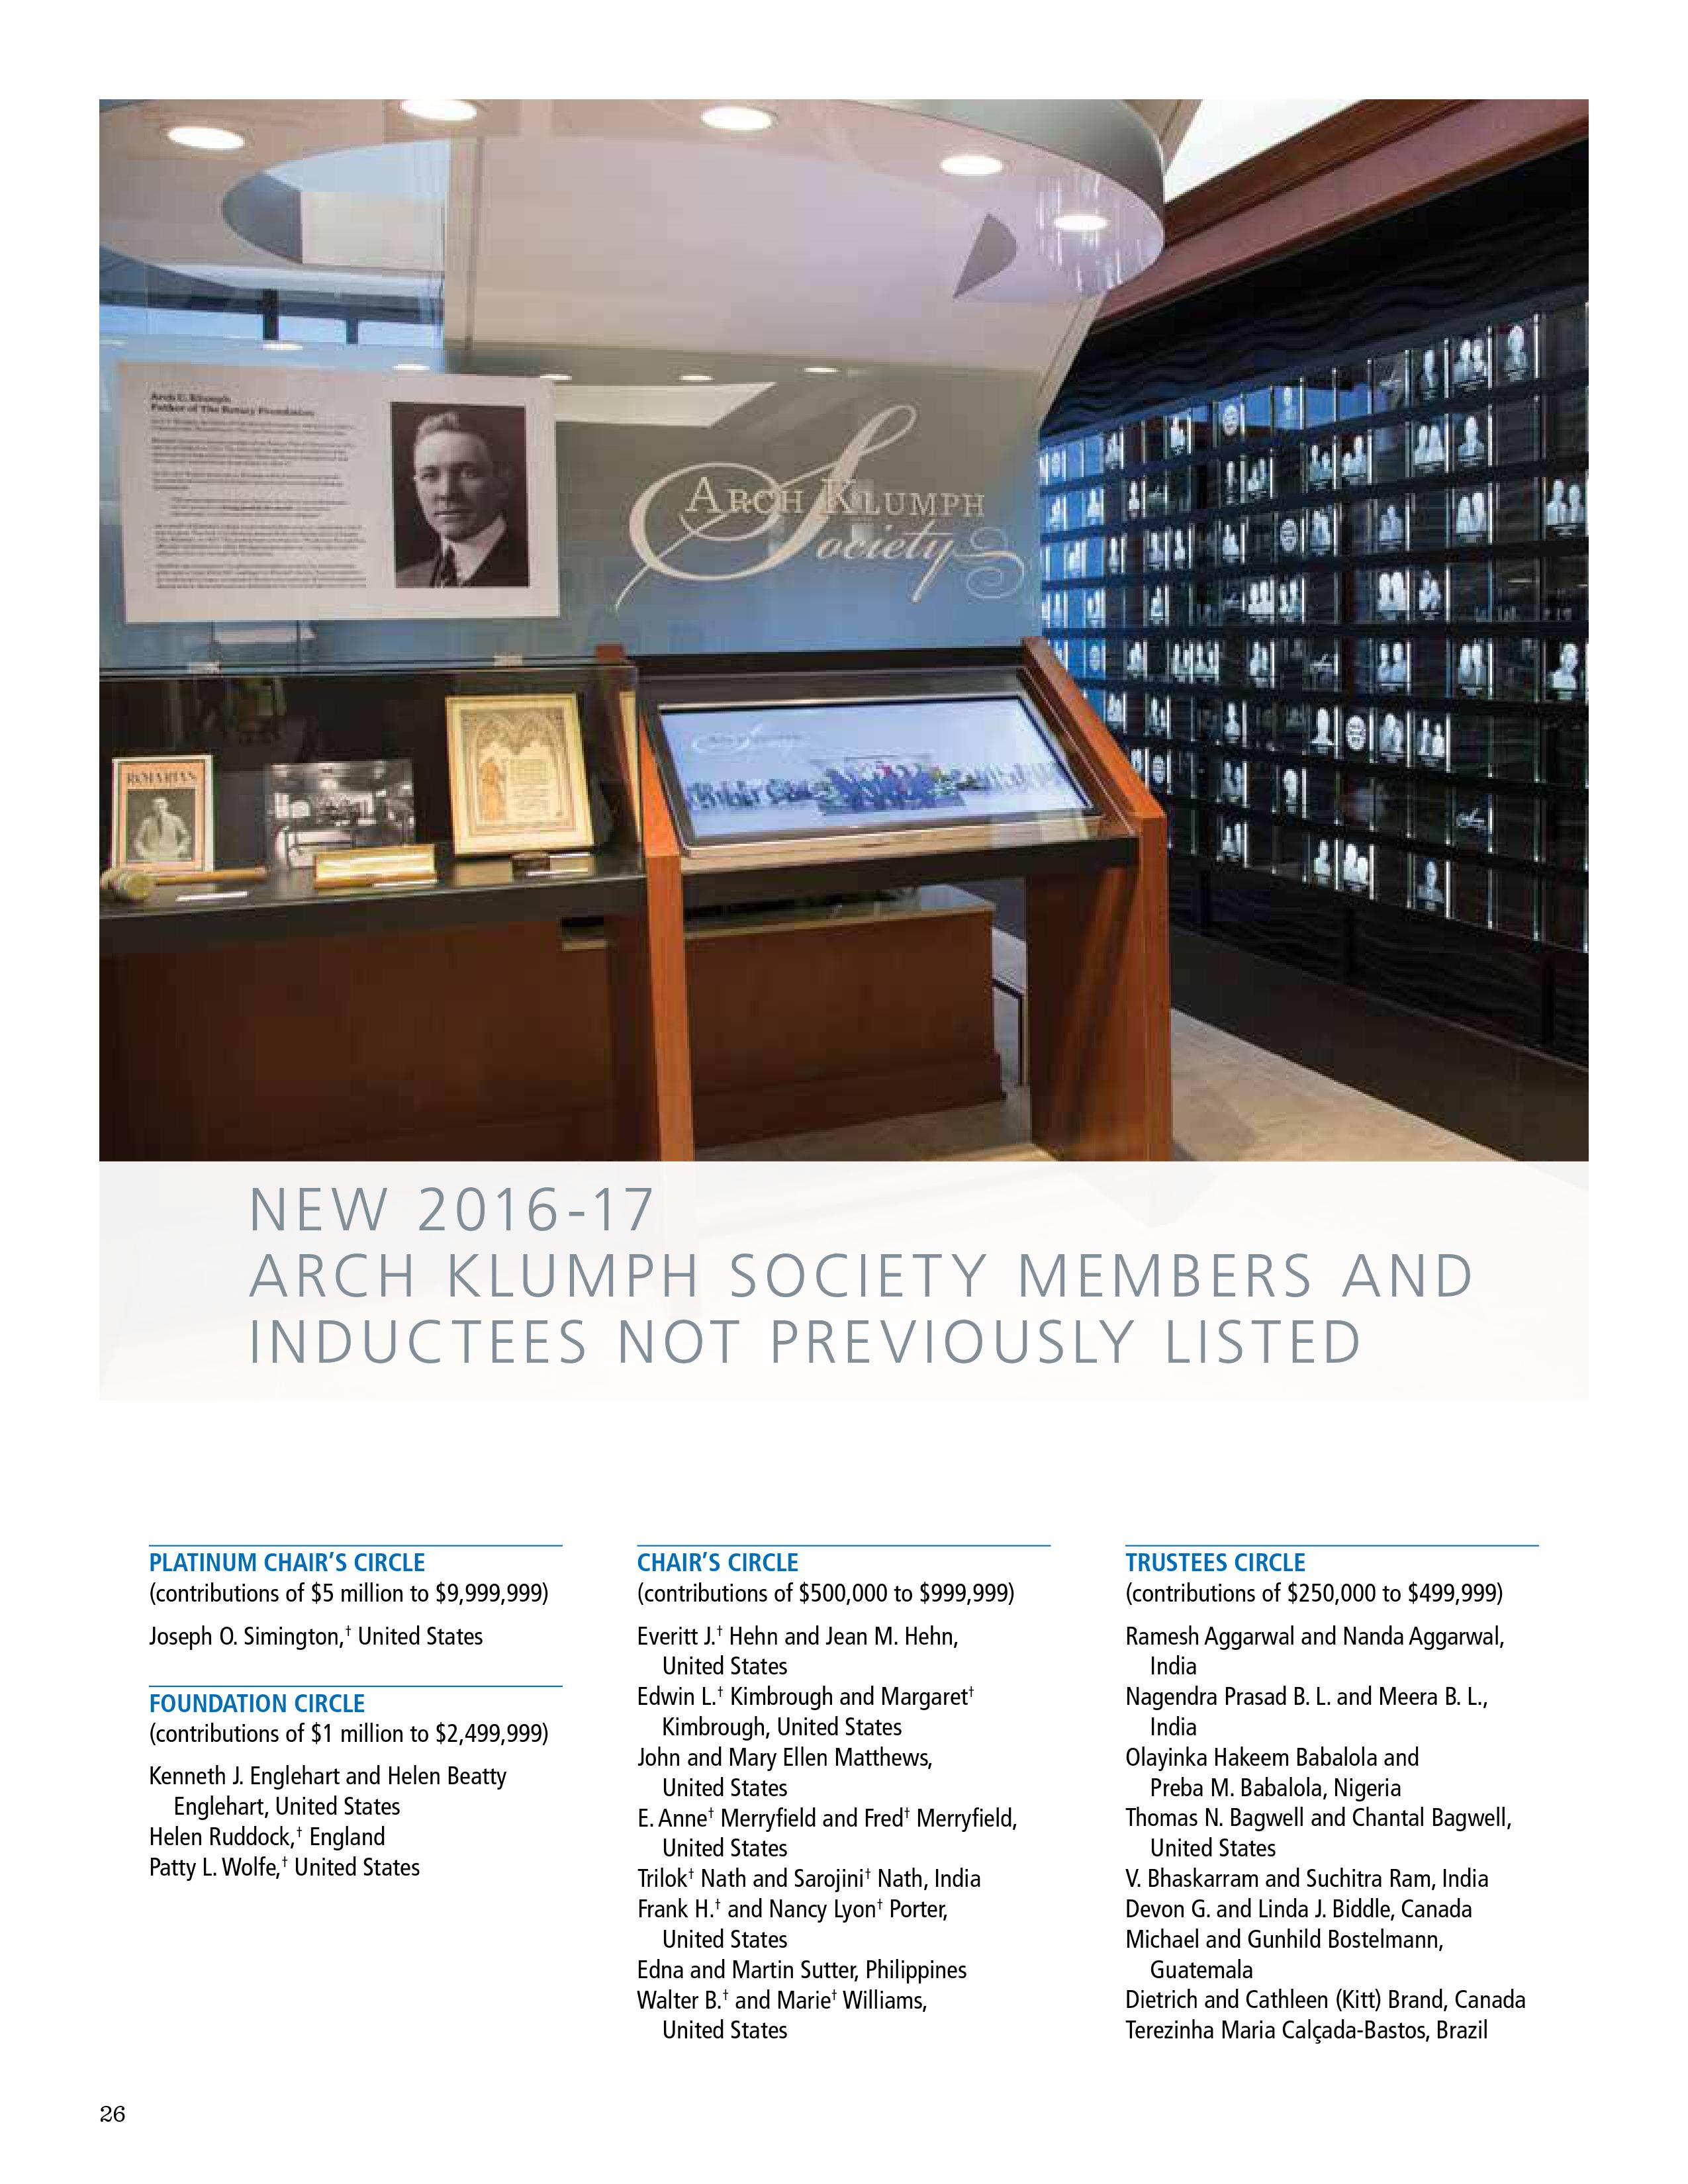 Arch C. Klumph
Father of The Rotary Foundation
ARCH KLUMPH
Society
ROTARIAN
NEW 2016-17
ARCH KLUMPH SOCIETY MEMBERS AND
INDUCTEES NOT PREVIOUSLY LISTED
PLATINUM CHAIR’S CIRCLE
(contributions of $5 million to $9,999,999)
Joseph O. Simington,† United States
FOUNDATION CIRCLE
(contributions of $1 million to $2,499,999)
Kenneth J. Englehart and Helen Beatty
Englehart, United States
Helen Ruddock,† England
Patty L. Wolfe,† United States
CHAIR’S CIRCLE
(contributions of $500,000 to $999,999)
Everitt J.† Hehn and Jean M. Hehn,
United States
Edwin L.† Kimbrough and Margaret†
Kimbrough, United States
John and Mary Ellen Matthews,
United States
E. Anne† Merryfield and Fred† Merryfield,
United States
Trilok† Nath and Sarojini† Nath, India
Frank H.† and Nancy Lyon† Porter,
United States
Edna and Martin Sutter, Philippines
Walter B.† and Marie† Williams,
United States
TRUSTEES CIRCLE
(contributions of $250,000 to $499,999)
Ramesh Aggarwal and Nanda Aggarwal,
India
Nagendra Prasad B. L. and Meera B. L.,
India
Olayinka Hakeem Babalola and
Preba M. Babalola, Nigeria
Thomas N. Bagwell and Chantal Bagwell,
United States
V. Bhaskarram and Suchitra Ram, India
Devon G. and Linda J. Biddle, Canada
Michael and Gunhild Bostelmann,
Guatemala
Dietrich and Cathleen (Kitt) Brand, Canada
Terezinha Maria Calçada-Bastos, Brazil
26